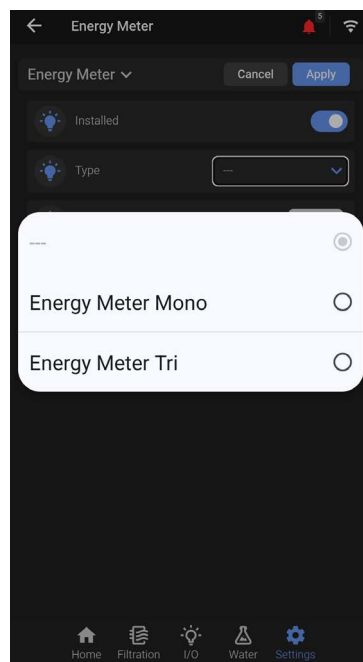 Energy Meter
5
Energy Meter
Cancel
Apply
Installed
Type
---
---
Energy Meter Mono
Energy Meter Tri
Home
Filtration
I/O
Water
Settings